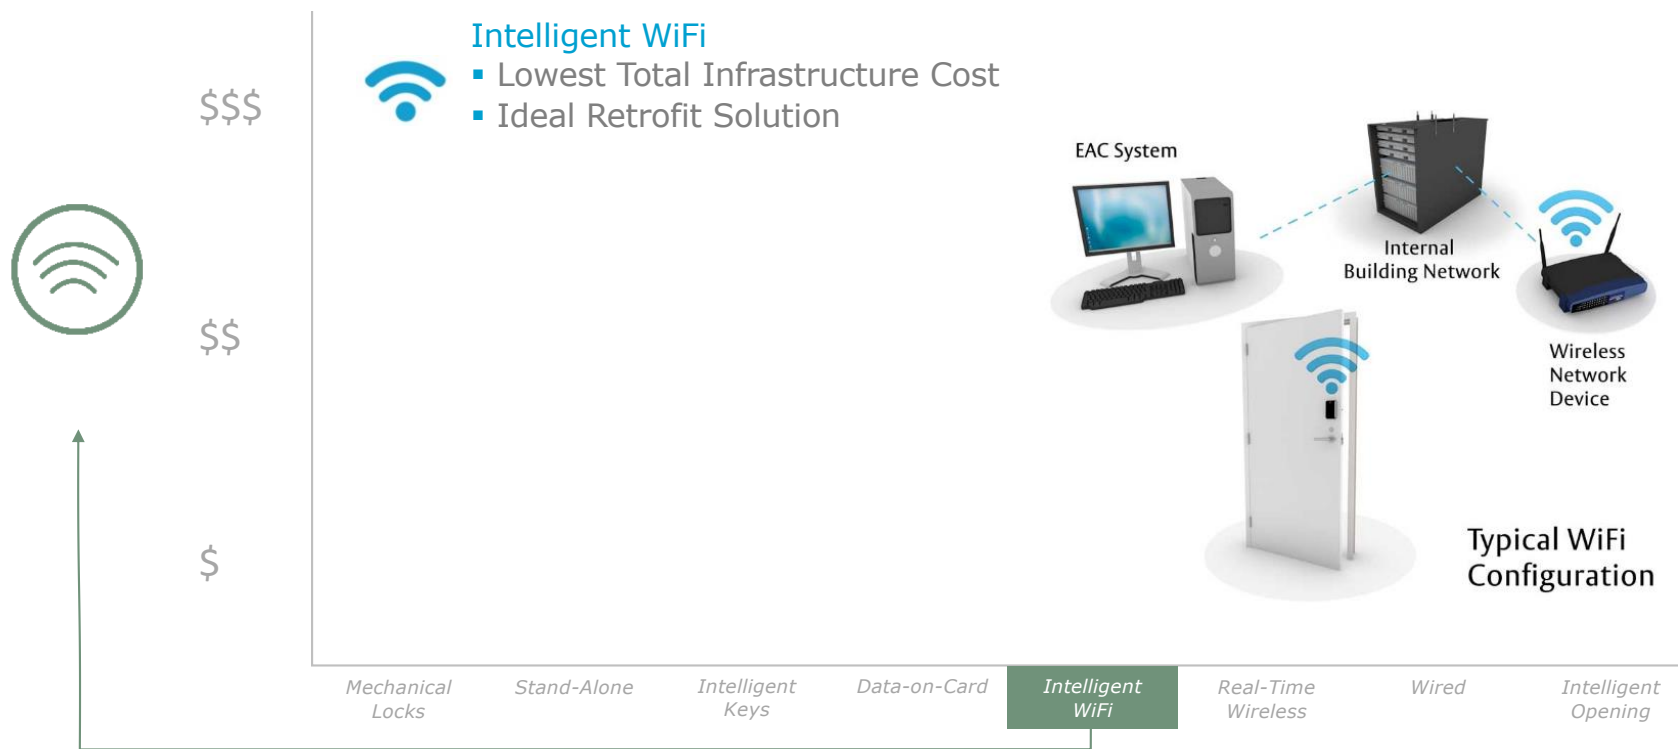 Intelligent WiFi
▪ Lowest Total Infrastructure Cost
▪ Ideal Retrofit Solution
$$$
$$
$
EAC System
Internal
Building Network
Wireless
Network
Device
Typical WiFi
Configuration
Mechanical
Locks
Stand-Alone
Intelligent
Keys
Data-on-Card
Intelligent
WiFi
Real-Time
Wireless
Wired
Intelligent
Opening